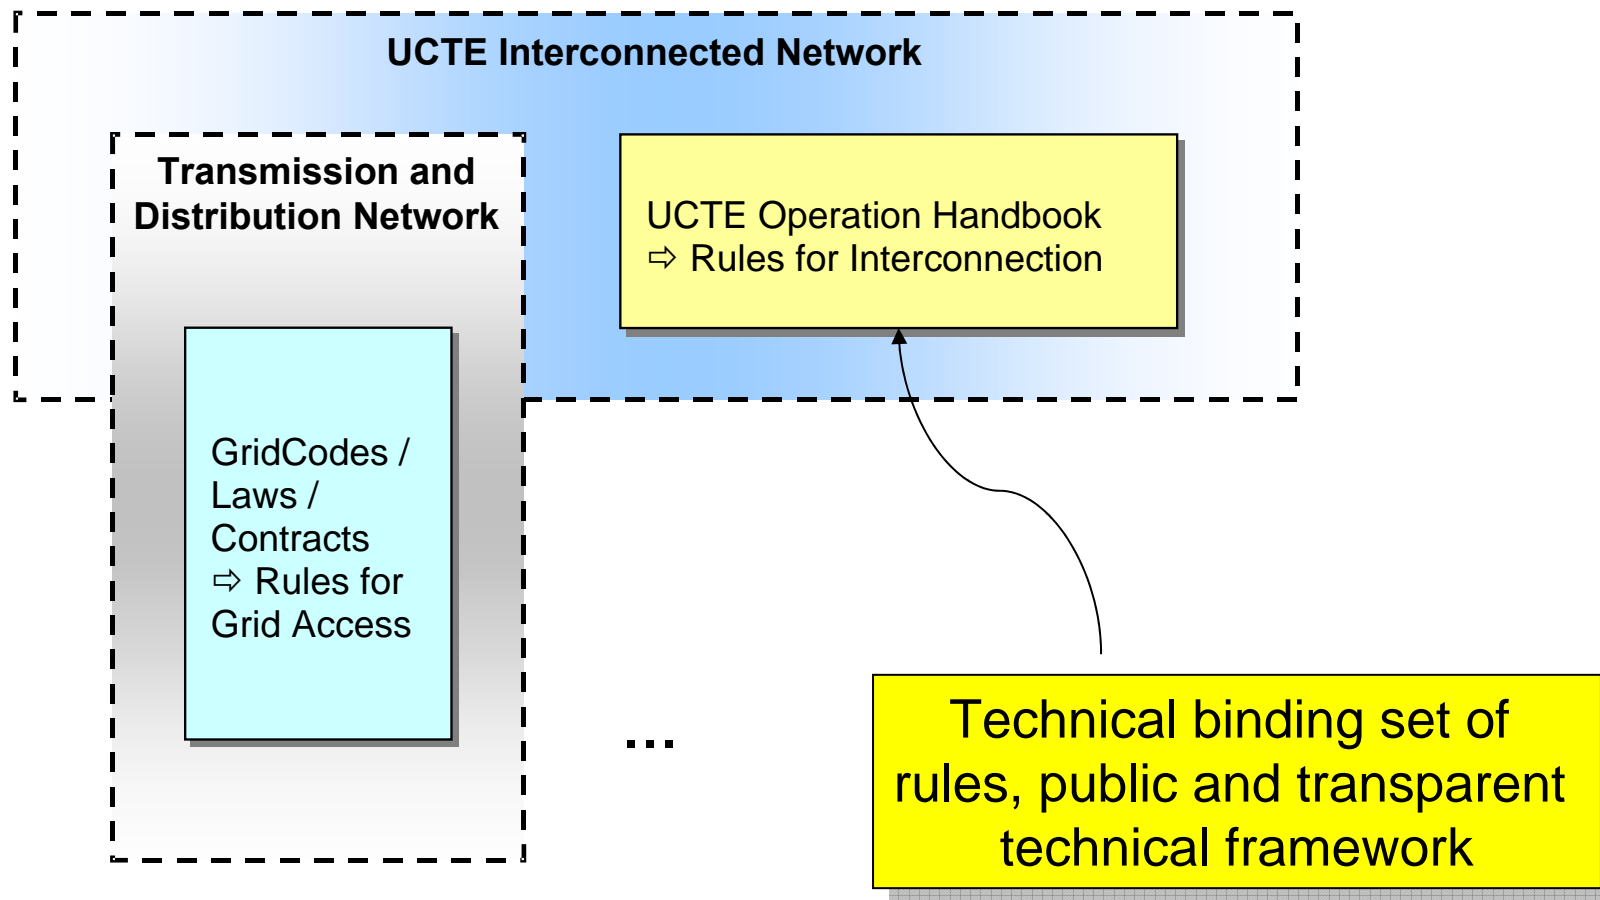 UCTE Interconnected Network
Transmission and
Distribution Network
UCTE Operation Handbook
⇨ Rules for Interconnection
GridCodes /
Laws /
Contracts
⇨ Rules for
Grid Access
...
Technical binding set of
rules, public and transparent
technical framework